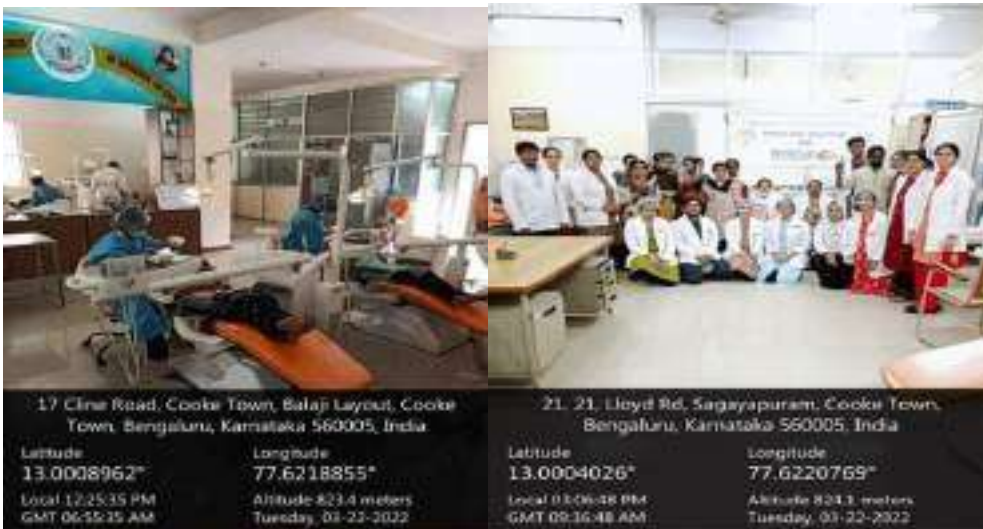 17 Cline Road, Cooke Town, Balaji Layout, Cooke
Town, Bengaluru, Karnataka 560005, India
Latitude
13.0008962°
Longitude
77.6218855°
Local 12:25:35 PM
GMT 06:55:35 AM
Altitude 823.4 meters
Tuesday, 03-22-2022
21, 21, Lloyd Rd, Sagayapuram, Cooke Town,
Bengaluru, Karnataka 560005, India
Latitude
13.0004026°
Longitude
77.6220769°
Local 03:06:48 PM
GMT 09:36:48 AM
Altitude 824.1 meters
Tuesday, 03-22-2022